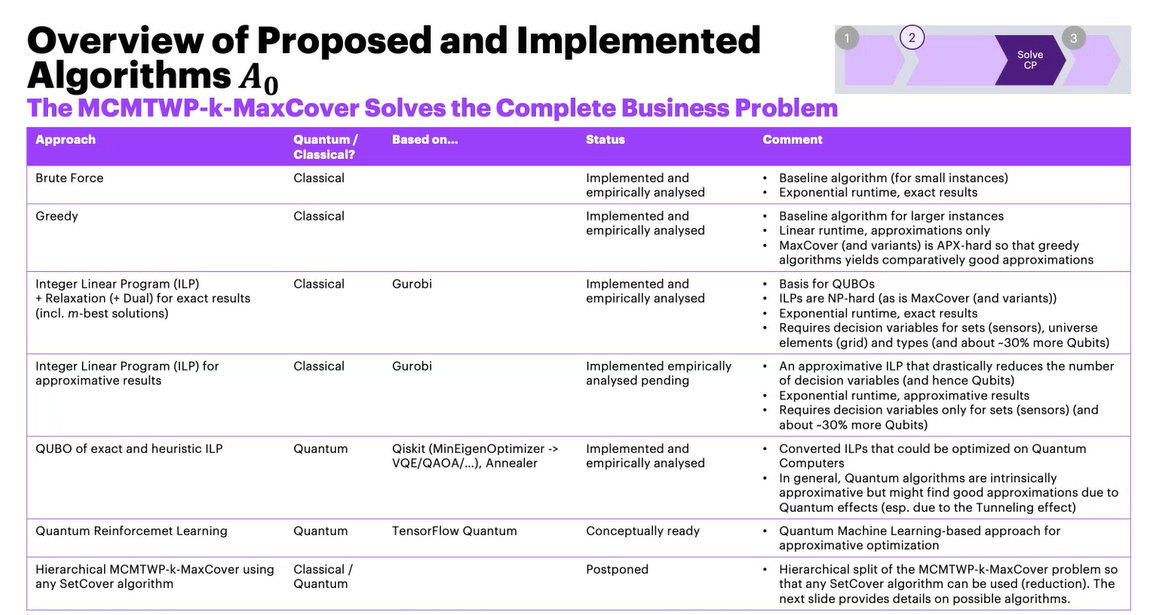 Overview of Proposed and Implemented
Algorithms A₀
1
2
Solve
CP
3
The MCMTWP-k-MaxCover Solves the Complete Business Problem
Approach
Quantum /
Classical?
Based on...
Status
Comment
Brute Force
Classical
Implemented and
empirically analysed
• Baseline algorithm (for small instances)
• Exponential runtime, exact results
Greedy
Classical
Implemented and
empirically analysed
• Baseline algorithm for larger instances
• Linear runtime, approximations only
• MaxCover (and variants) is APX-hard so that greedy
algorithms yields comparatively good approximations
Integer Linear Program (ILP)
+ Relaxation (+ Dual) for exact results
(incl. m-best solutions)
Classical
Gurobi
Implemented and
empirically analysed
• Basis for QUBOs
• ILPs are NP-hard (as is MaxCover (and variants))
• Exponential runtime, exact results
• Requires decision variables for sets (sensors), universe
elements (grid) and types (and about ~30% more Qubits)
Integer Linear Program (ILP) for
approximative results
Classical
Gurobi
Implemented empirically
analysed pending
• An approximative ILP that drastically reduces the number
of decision variables (and hence Qubits)
• Exponential runtime, approximative results
• Requires decision variables only for sets (sensors) (and
about ~30% more Qubits)
QUBO of exact and heuristic ILP
Quantum
Qiskit (MinEigenOptimizer ->
VQE/QAOA/...), Annealer
Implemented and
empirically analysed
• Converted ILPs that could be optimized on Quantum
Computers
• In general, Quantum algorithms are intrinsically
approximative but might find good approximations due to
Quantum effects (esp. due to the Tunneling effect)
Quantum Reinforcemet Learning
Quantum
TensorFlow Quantum
Conceptually ready
• Quantum Machine Learning-based approach for
approximative optimization
Hierarchical MCMTWP-k-MaxCover using
any SetCover algorithm
Classical /
Quantum
Postponed
• Hierarchical split of the MCMTWP-k-MaxCover problem so
that any SetCover algorithm can be used (reduction). The
next slide provides details on possible algorithms.